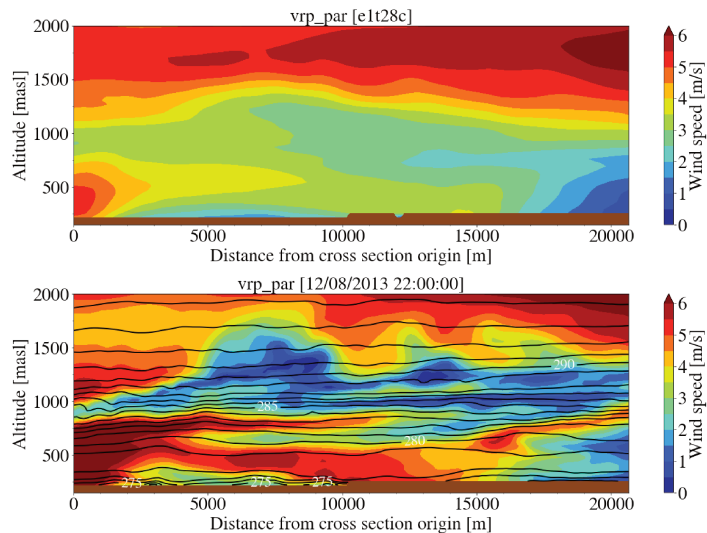 vrp_par [e1t28c]
2000
1500
1000
500
Altitude [masl]
0 5000 10000 15000 20000
Distance from cross section origin [m]
6
5
4
3
2
1
0
Wind speed [m/s]
vrp_par [12/08/2013 22:00:00]
2000
1500
1000
500
Altitude [masl]
290
285
280
275 275 275
0 5000 10000 15000 20000
Distance from cross section origin [m]
6
5
4
3
2
1
0
Wind speed [m/s]